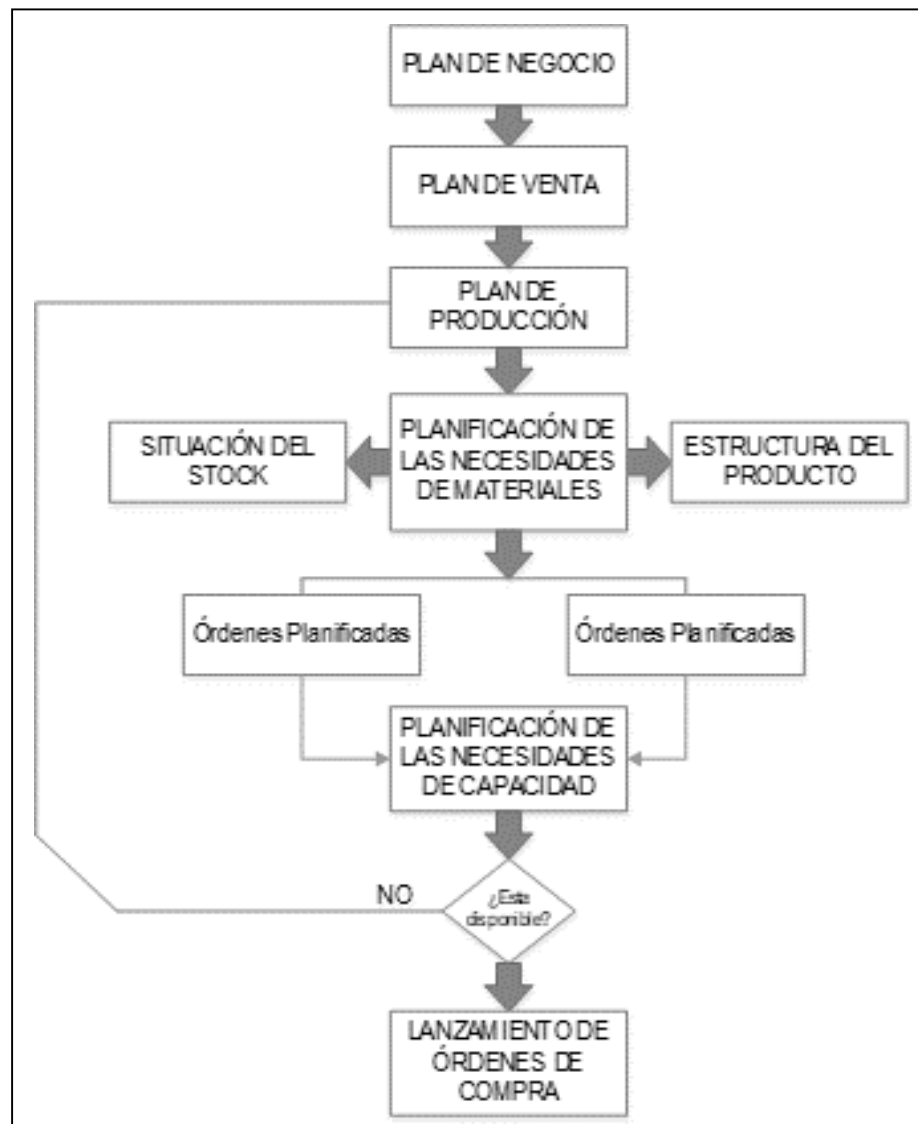 PLAN DE NEGOCIO
PLAN DE VENTA
PLAN DE
PRODUCCIÓN
SITUACIÓN DEL
STOCK
PLANIFICACIÓN DE
LAS NECESIDADES
DE MATERIALES
ESTRUCTURA DEL
PRODUCTO
Órdenes Planificadas
Órdenes Planificadas
PLANIFICACIÓN DE
LAS NECESIDADES
DE CAPACIDAD
NO
¿Esta
disponible?
LANZAMIENTO DE
ÓRDENES DE
COMPRA